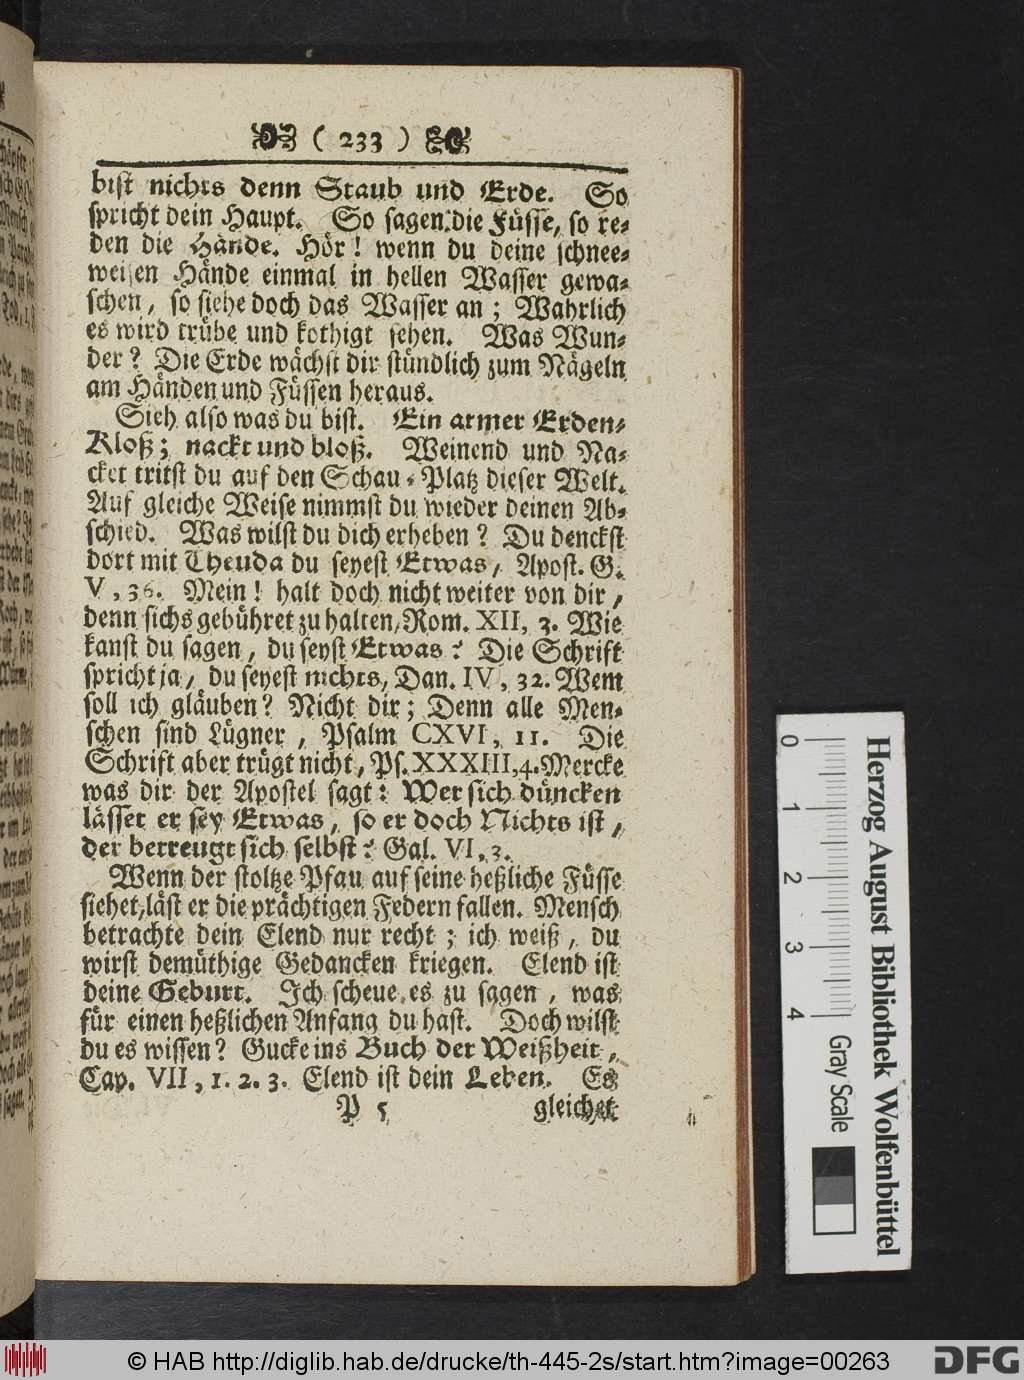 ( 233 )
bist nichts denn Staub und Erde. So
spricht dein Haupt. So sagen die Füsse, so re-
den die Hände. Hör! wenn du deine schnee-
weissen Hände einmal in hellen Wasser gewa-
schen, so siehe doch das Wasser an; Wahrlich
es wird trübe und kothigt sehen. Was Wun-
der? Die Erde wächst dir stündlich zum Nägeln
am Händen und Füssen heraus.
Sieh also was du bist. Ein armer Erden-
Kloß; nackt und bloß. Weinend und Na-
cket tritst du auf den Schau-Platz dieser Welt.
Auf gleiche Weise nimmst du wieder deinen Ab-
schied. Was wilst du dich erheben? Du denckst
dort mit Theuda du seyest Etwas, Apost. G.
V, 36. Mein! halt doch nicht weiter von dir,
denn sichs gebühret zu halten, Rom. XII, 3. Wie
kanst du sagen, du seyst Etwas? Die Schrift
spricht ja, du seyest nichts, Dan. IV, 32. Wem
soll ich gläuben? Nicht dir; Denn alle Men-
schen sind Lügner, Psalm CXVI, 11. Die
Schrift aber trügt nicht, Ps. XXXIII, 4. Mercke
was dir der Apostel sagt: Wer sich düncken
lässet er sey Etwas, so er doch Nichts ist,
der betreugt sich selbst: Gal. VI, 3.
Wenn der stoltze Pfau auf seine heßliche Füsse
siehet, läst er die prächtigen Federn fallen. Mensch
betrachte dein Elend nur recht; ich weiß, du
wirst demüthige Gedancken kriegen. Elend ist
deine Geburt. Ich scheue es zu sagen, was
für einen heßlichen Anfang du hast. Doch wilst
du es wissen? Gucke ins Buch der Weißheit,
Cap. VII, 1. 2. 3. Elend ist dein Leben. Es
P 5 gleichet
0 1 2 3 4
Gray Scale
Herzog August Bibliothek Wolfenbüttel
© HAB http://diglib.hab.de/drucke/th-445-2s/start.htm?image=00263
DFG